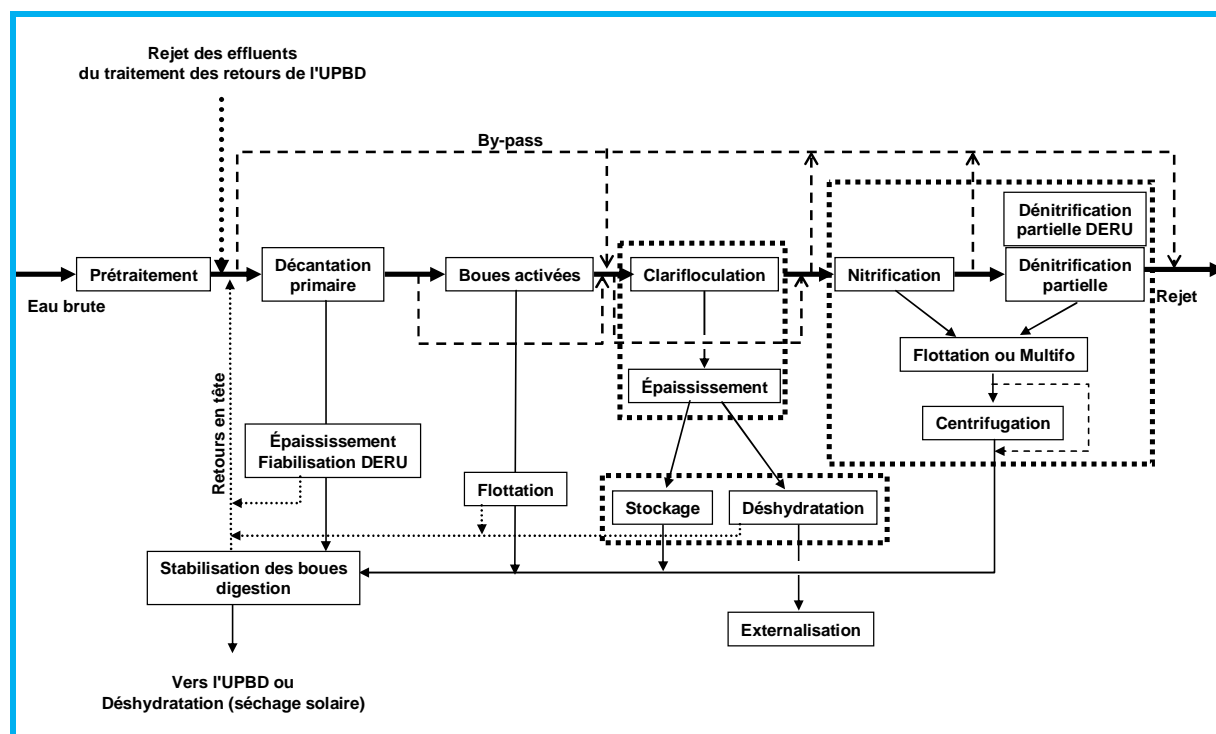 Rejet des effluents
du traitement des retours de l'UPBD
By-pass
Dénitrification
partielle DERU
Prétraitement
Décantation
primaire
Boues activées
Clarifloculation
Nitrification
Dénitrification
partielle
Eau brute
Rejet
Flottation ou Multifo
Épaississement
Centrifugation
Retours en tête
Épaississement
Fiabilisation DERU
Flottation
Stockage
Déshydratation
Stabilisation des boues
digestion
Externalisation
Vers l'UPBD ou
Déshydratation (séchage solaire)